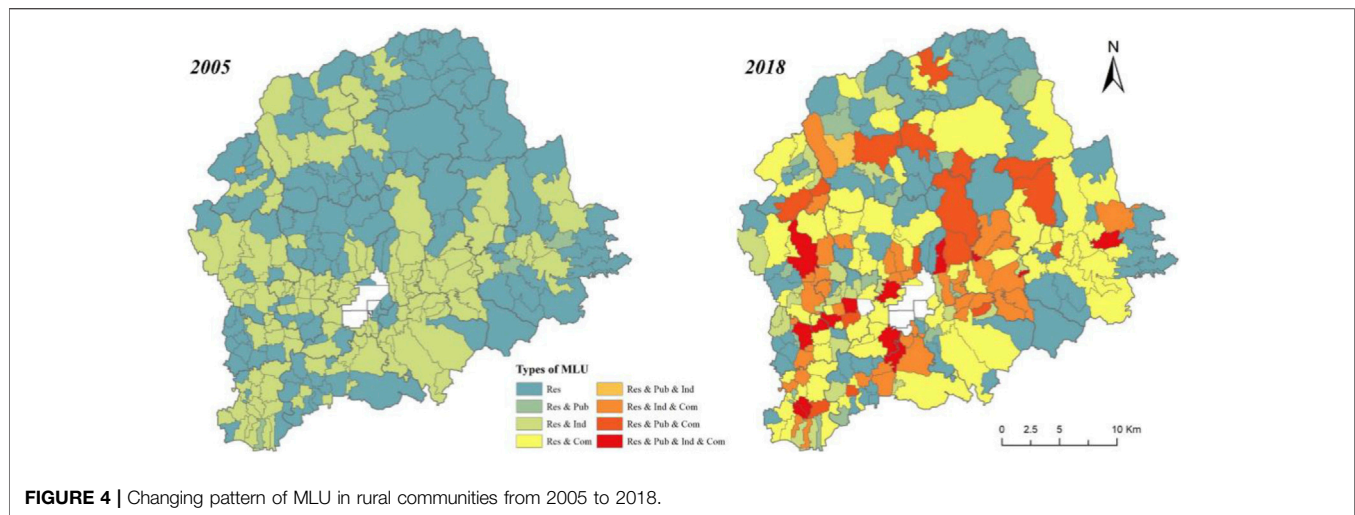 2005
2018
N
Types of MLU
Res
Res & Pub
Res & Ind
Res & Com
Res & Pub & Ind
Res & Ind & Com
Res & Pub & Com
Res & Pub & Ind & Com
0 2.5 5 10 Km
FIGURE 4 | Changing pattern of MLU in rural communities from 2005 to 2018.